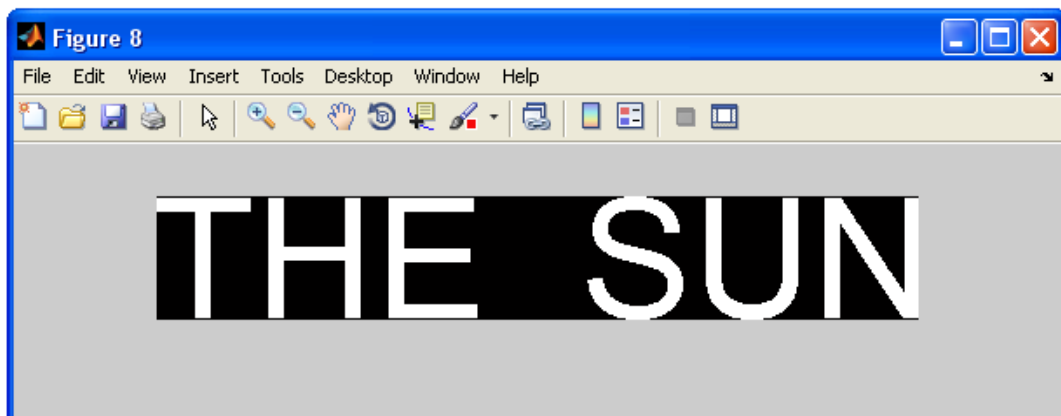 Figure 8
File Edit View Insert Tools Desktop Window Help
THE SUN